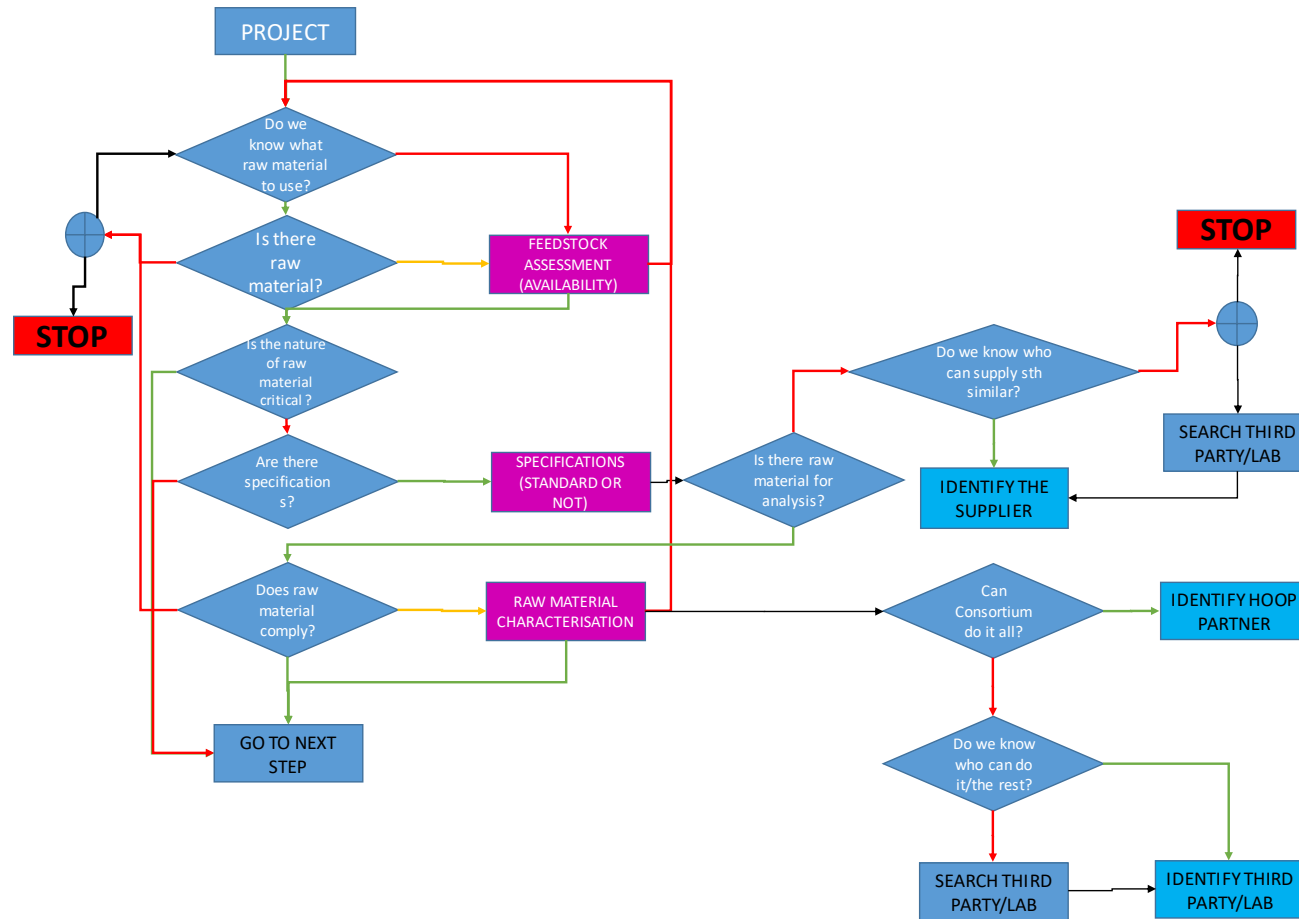 PROJECT
Do we
know what
raw material
to use?
Is there
raw
material?
FEEDSTOCK
ASSESSMENT
(AVAILABILITY)
STOP
STOP
Is the nature
of raw
material
critical ?
Do we know who
can supply sth
similar?
SEARCH THIRD
PARTY/LAB
Are there
specification
s?
SPECIFICATIONS
(STANDARD OR
NOT)
Is there raw
material for
analysis?
IDENTIFY THE
SUPPLIER
Does raw
material
comply?
RAW MATERIAL
CHARACTERISATION
Can
Consortium
do it all?
IDENTIFY HOOP
PARTNER
GO TO NEXT
STEP
Do we know
who can do
it/the rest?
SEARCH THIRD
PARTY/LAB
IDENTIFY THIRD
PARTY/LAB